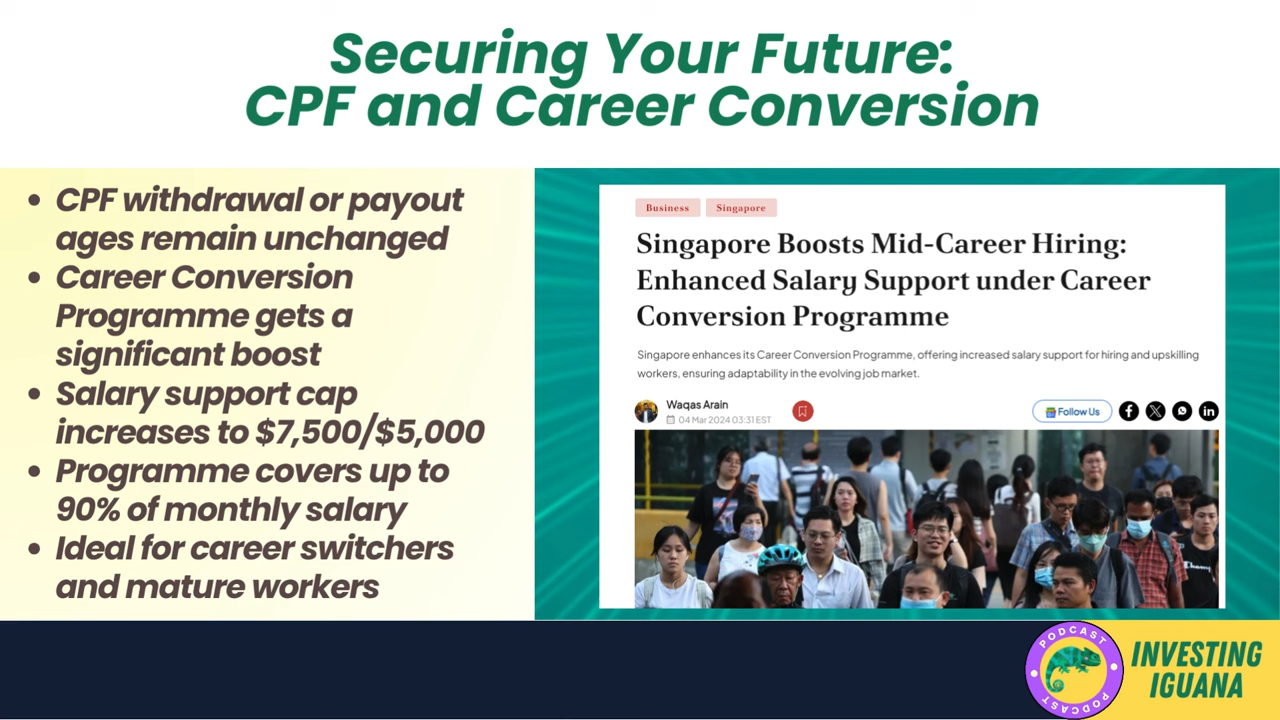 Securing Your Future:
CPF and Career Conversion
• CPF withdrawal or payout
ages remain unchanged
• Career Conversion
Programme gets a
significant boost
• Salary support cap
increases to $7,500/$5,000
• Programme covers up to
90% of monthly salary
• Ideal for career switchers
and mature workers
Business
Singapore
Singapore Boosts Mid-Career Hiring:
Enhanced Salary Support under Career
Conversion Programme
Singapore enhances its Career Conversion Programme, offering increased salary support for hiring and upskilling
workers, ensuring adaptability in the evolving job market.
Waqas Arain
04 Mar 2024 03:31 EST
Follow Us
Champion
PODCAST
PODCAST
INVESTING
IGUANA